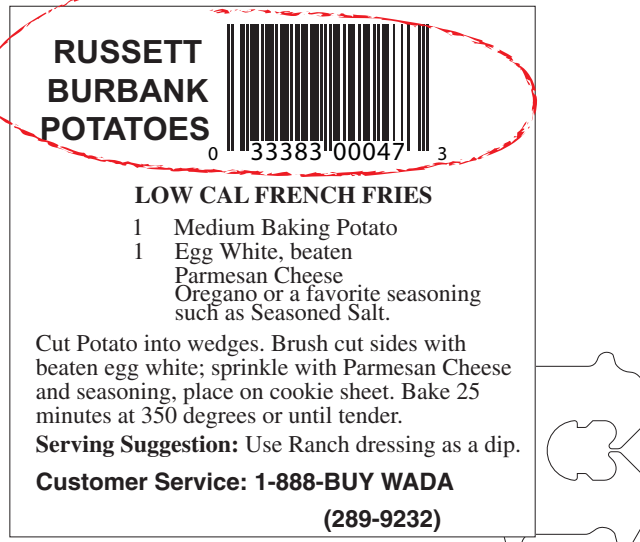 RUSSETT
BURBANK
POTATOES
0 33383 00047 3
LOW CAL FRENCH FRIES
1 Medium Baking Potato
1 Egg White, beaten
Parmesan Cheese
Oregano or a favorite seasoning
such as Seasoned Salt.
Cut Potato into wedges. Brush cut sides with
beaten egg white; sprinkle with Parmesan Cheese
and seasoning, place on cookie sheet. Bake 25
minutes at 350 degrees or until tender.
Serving Suggestion: Use Ranch dressing as a dip.
Customer Service: 1-888-BUY WADA
(289-9232)